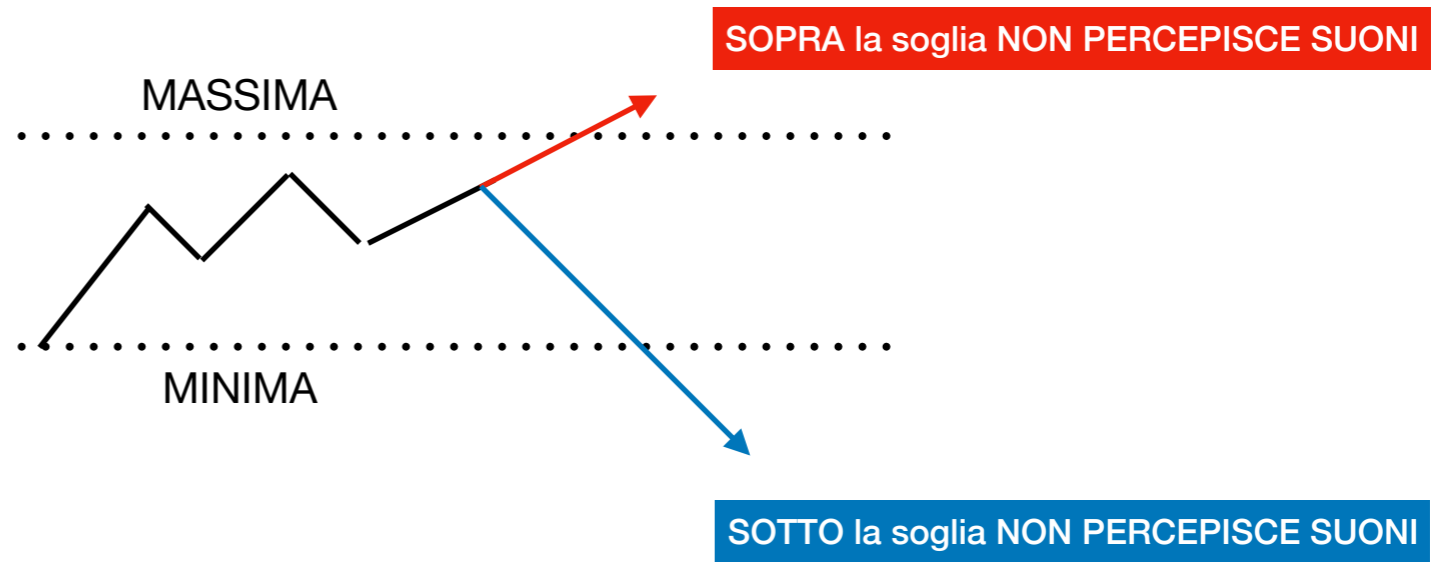 SOPRA la soglia NON PERCEPISCE SUONI
MASSIMA
MINIMA
SOTTO la soglia NON PERCEPISCE SUONI